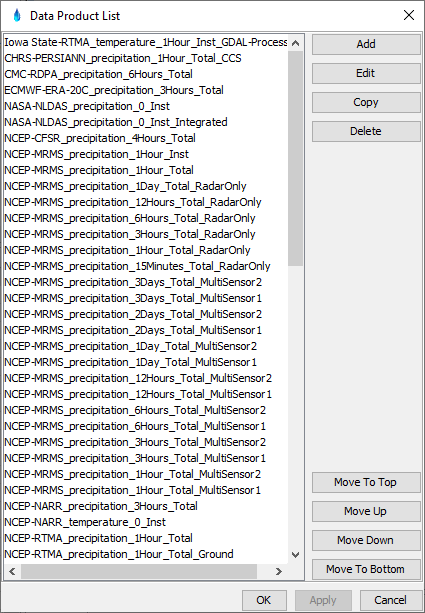 Data Product List
Iowa State-RTMA_temperature_1Hour_Inst_GDAL-Process
CHRS-PERSIANN_precipitation_1Hour_Total_CCS
CMC-RDPA_precipitation_6Hours_Total
ECMWF-ERA-20C_precipitation_3Hours_Total
NASA-NLDAS_precipitation_0_Inst
NASA-NLDAS_precipitation_0_Inst_Integrated
NCEP-CFSR_precipitation_4Hours_Total
NCEP-MRMS_precipitation_1Hour_Inst
NCEP-MRMS_precipitation_1Hour_Total
NCEP-MRMS_precipitation_1Day_Total_RadarOnly
NCEP-MRMS_precipitation_12Hours_Total_RadarOnly
NCEP-MRMS_precipitation_6Hours_Total_RadarOnly
NCEP-MRMS_precipitation_3Hours_Total_RadarOnly
NCEP-MRMS_precipitation_1Hour_Total_RadarOnly
NCEP-MRMS_precipitation_15Minutes_Total_RadarOnly
NCEP-MRMS_precipitation_3Days_Total_MultiSensor2
NCEP-MRMS_precipitation_3Days_Total_MultiSensor1
NCEP-MRMS_precipitation_2Days_Total_MultiSensor2
NCEP-MRMS_precipitation_2Days_Total_MultiSensor1
NCEP-MRMS_precipitation_1Day_Total_MultiSensor2
NCEP-MRMS_precipitation_1Day_Total_MultiSensor1
NCEP-MRMS_precipitation_12Hours_Total_MultiSensor2
NCEP-MRMS_precipitation_12Hours_Total_MultiSensor1
NCEP-MRMS_precipitation_6Hours_Total_MultiSensor2
NCEP-MRMS_precipitation_6Hours_Total_MultiSensor1
NCEP-MRMS_precipitation_3Hours_Total_MultiSensor2
NCEP-MRMS_precipitation_3Hours_Total_MultiSensor1
NCEP-MRMS_precipitation_1Hour_Total_MultiSensor2
NCEP-MRMS_precipitation_1Hour_Total_MultiSensor1
NCEP-NARR_precipitation_3Hours_Total
NCEP-NARR_temperature_0_Inst
NCEP-RTMA_precipitation_1Hour_Total
NCEP-RTMA_precipitation_1Hour_Total_Ground
Add
Edit
Copy
Delete
Move To Top
Move Up
Move Down
Move To Bottom
OK
Apply
Cancel